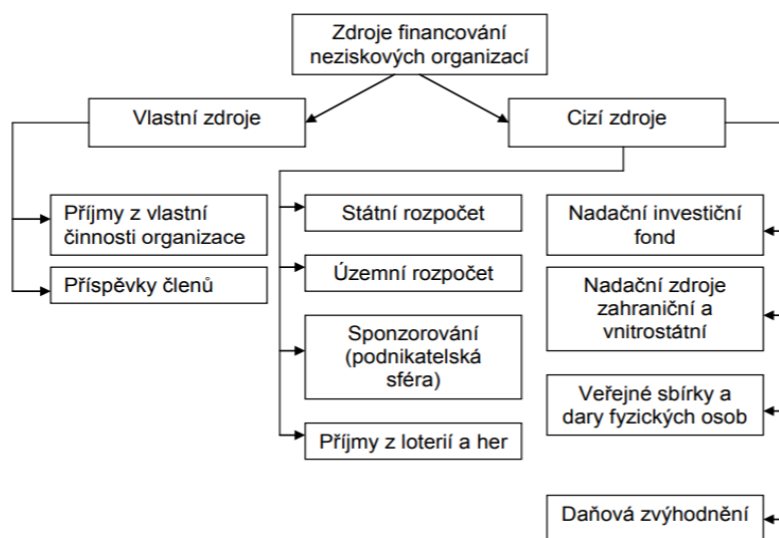 Zdroje financování
neziskových organizací
Vlastní zdroje
Cizí zdroje
Příjmy z vlastní
činnosti organizace
Příspěvky členů
Státní rozpočet
Územní rozpočet
Sponzorování
(podnikatelská
sféra)
Příjmy z loterií a her
Nadační investiční
fond
Nadační zdroje
zahraniční a
vnitrostátní
Veřejné sbírky a
dary fyzických osob
Daňová zvýhodnění